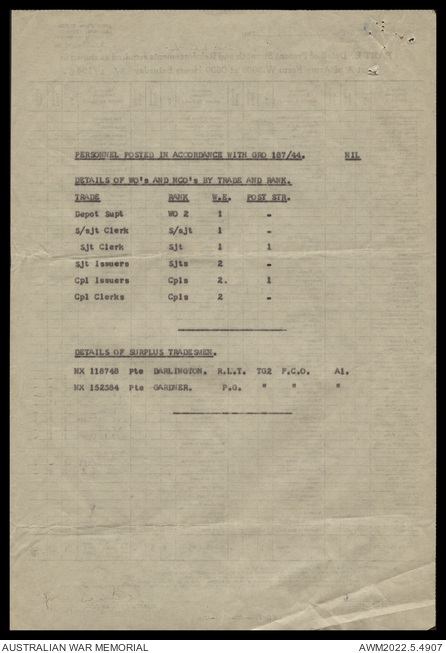 PERSONNEL POSTED IN ACCORDANCE WITH GRO 187/44. NIL
DETAILS OF WO's AND NCO's BY TRADE AND RANK.
TRADE RANK W.E. POST STR.
Depot Supt WO 2 1 -
S/sjt Clerk S/sjt 1 -
Sjt Clerk Sjt 1 1
Sjt Issuers Sjts 2 -
Cpl Issuers Cpls 2. 1
Cpl Clerks Cpls 2 -
DETAILS OF SURPLUS TRADESMEN.
NX 118748 Pte DARLINGTON. R.L.T. TG2 F.C.O. A1.
NX 152384 Pte GARDNER. P.G. " " "
AUSTRALIAN WAR MEMORIAL AWM2022.5.4907